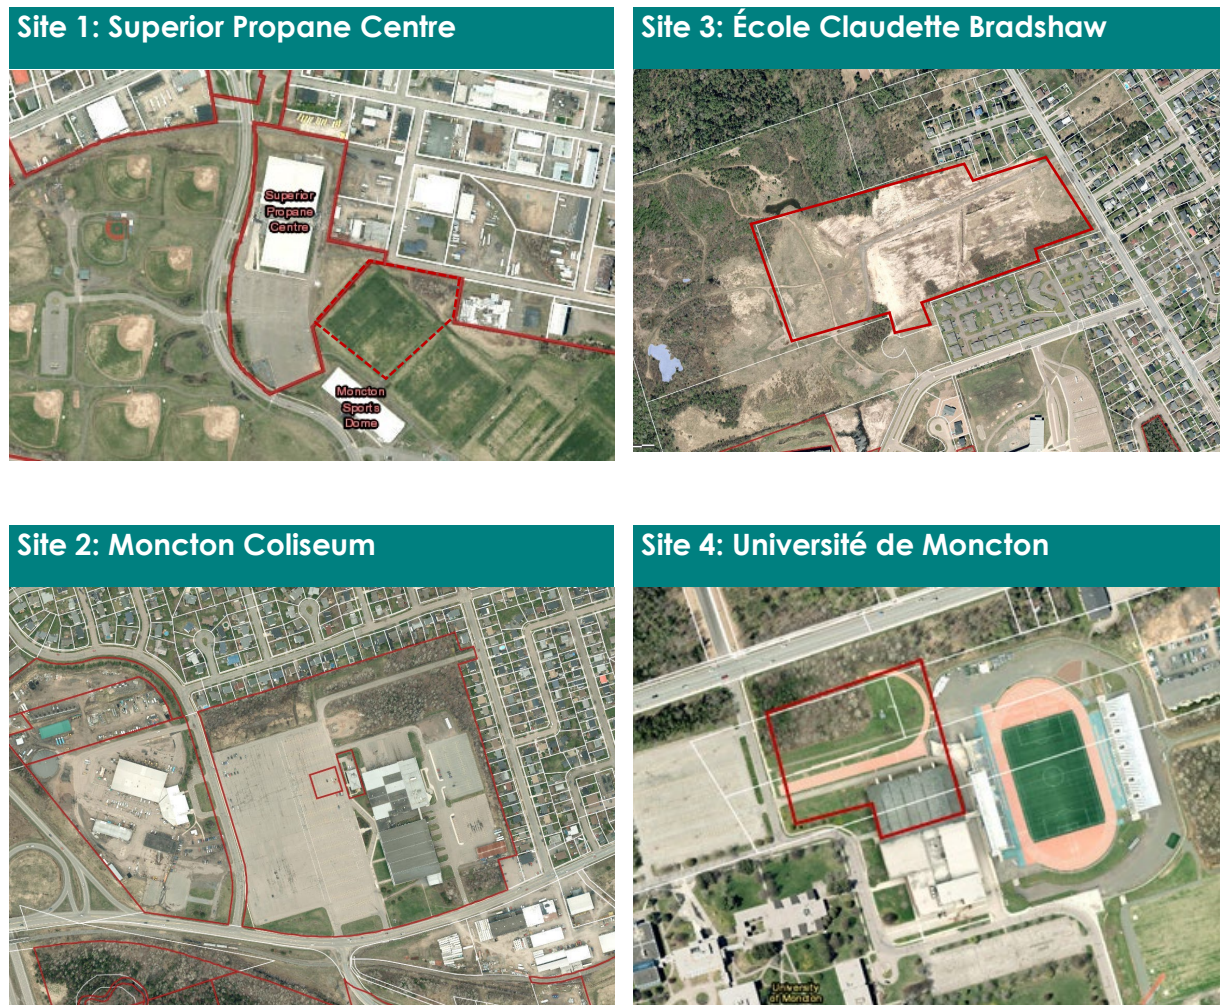 Site 1: Superior Propane Centre
Superior
Propane
Centre
Moncton
Sports
Dome
Site 3: École Claudette Bradshaw
Site 2: Moncton Coliseum
Site 4: Université de Moncton
University
of Moncton